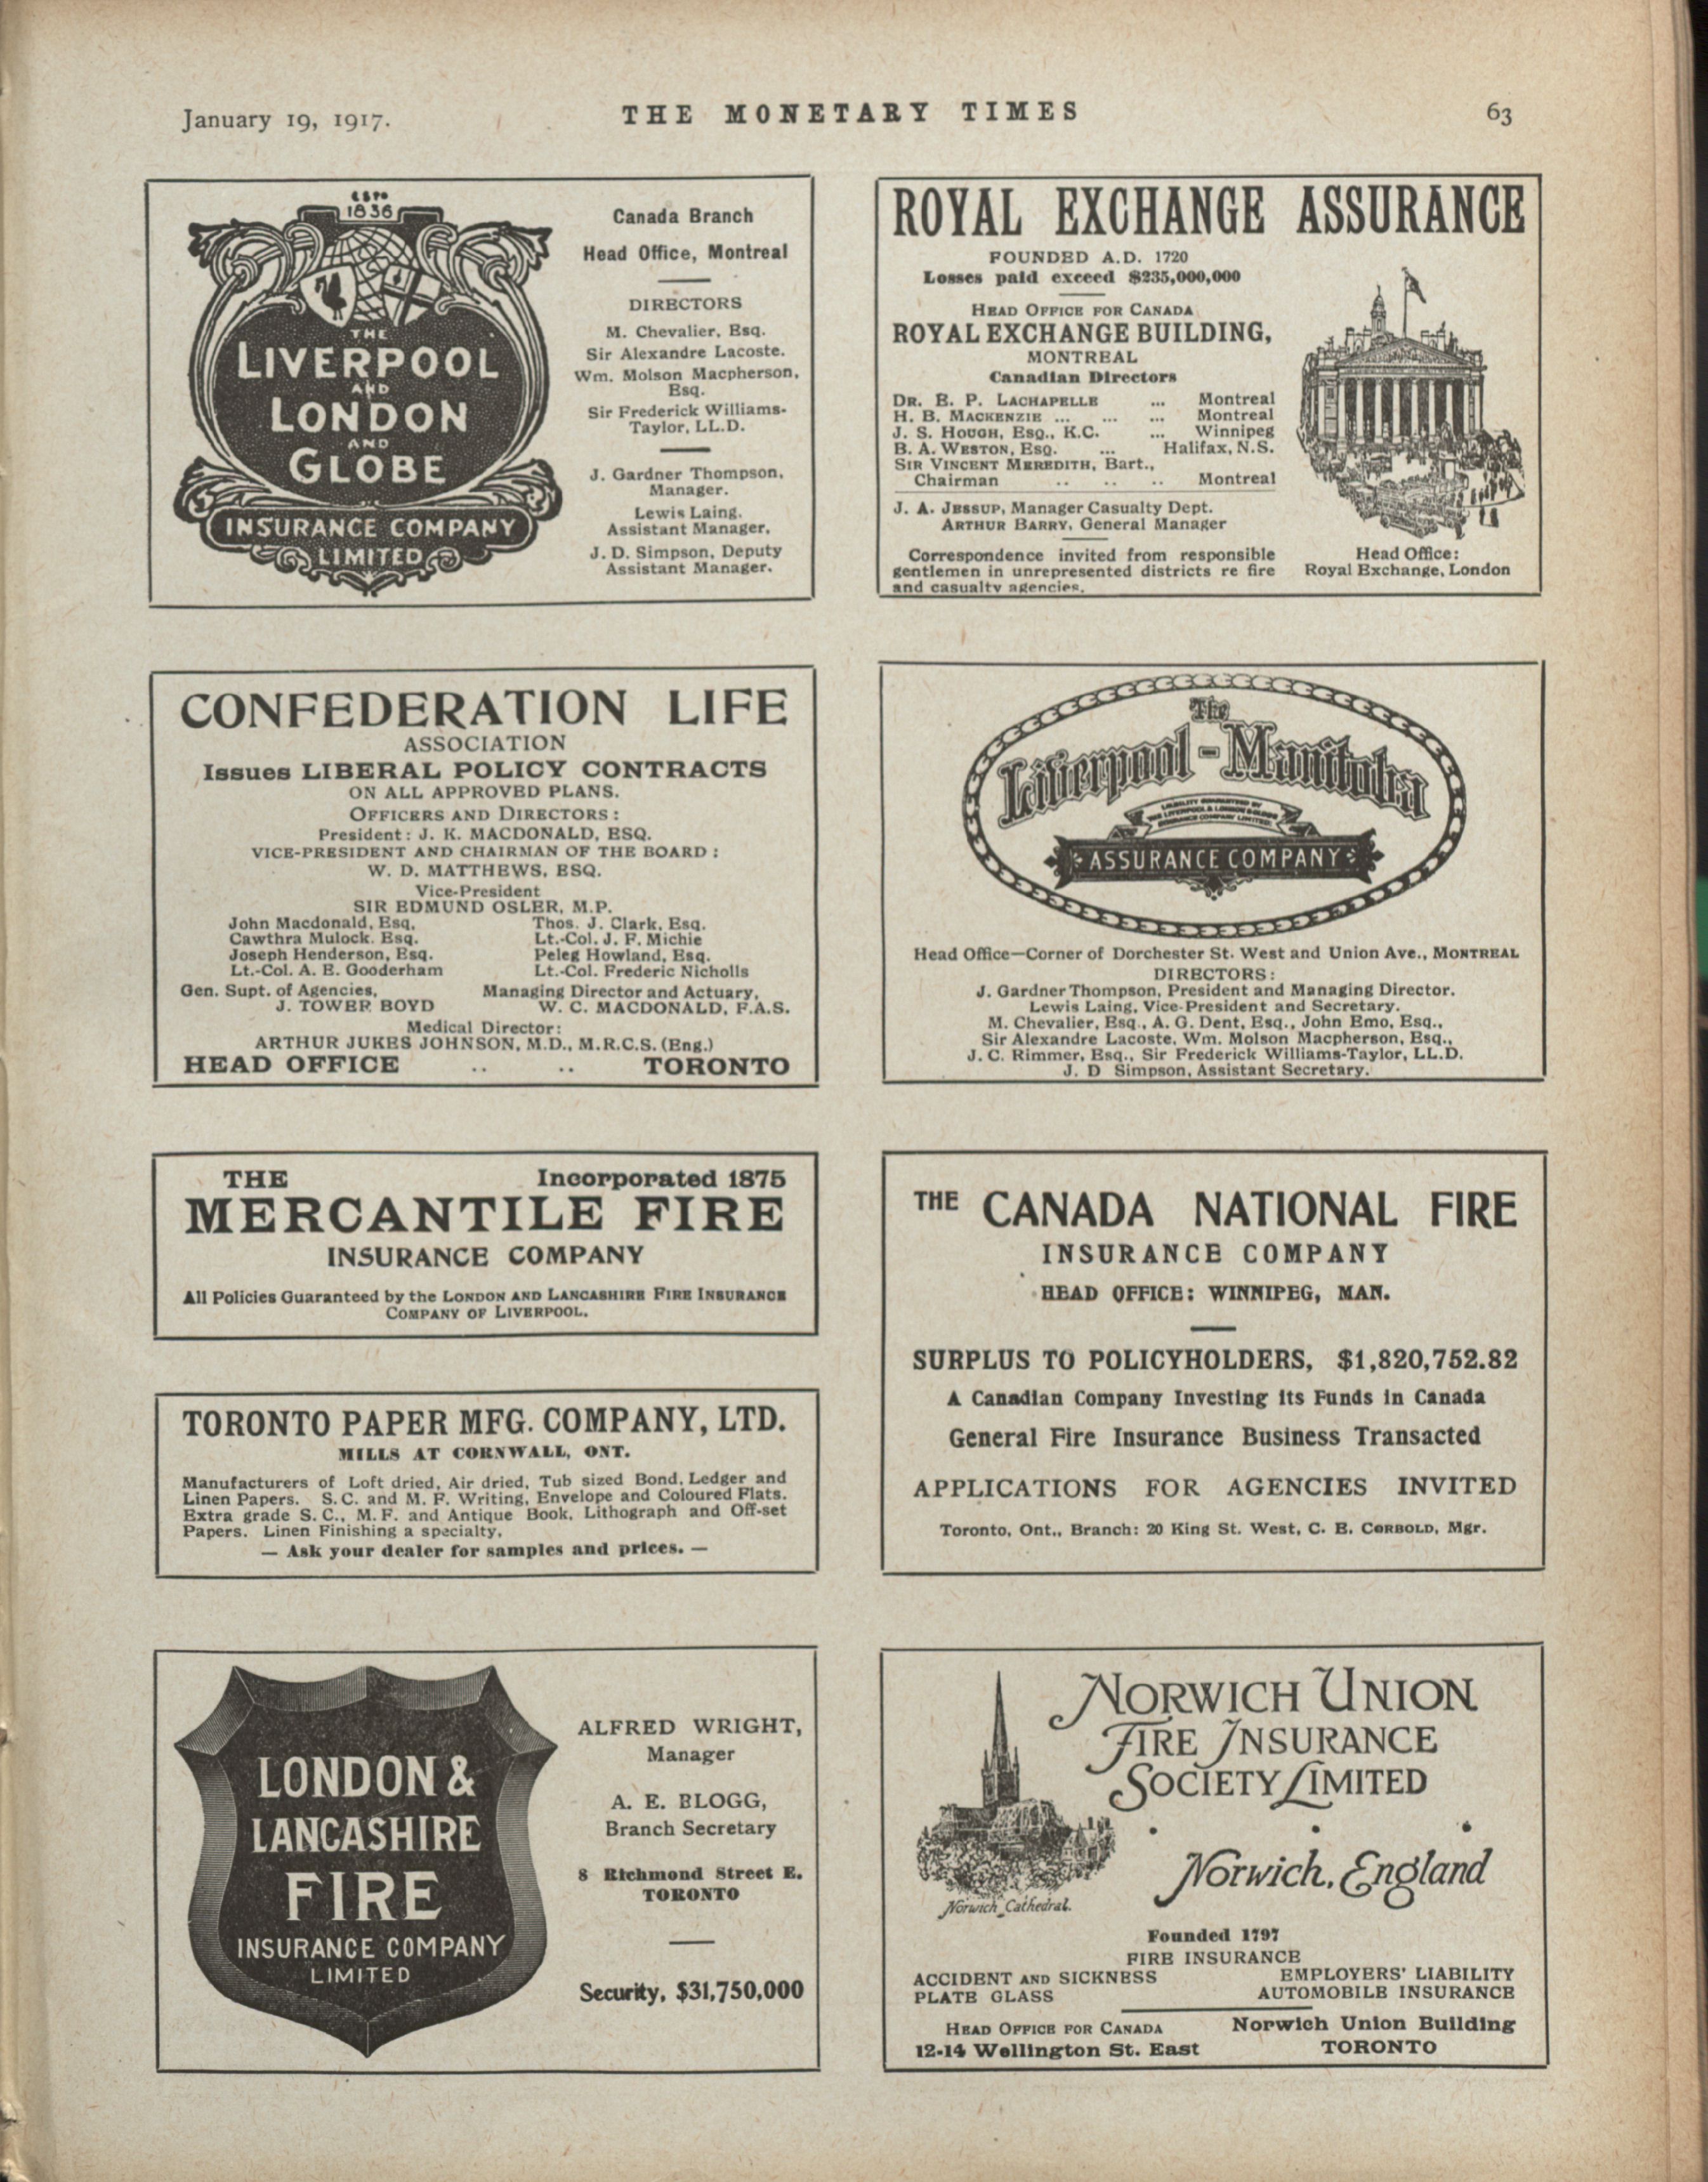 January 19, 1917.
THE MONETARY TIMES
63
ESTD
1836
THE
LIVERPOOL
AND
LONDON
AND
GLOBE
INSURANCE COMPANY
LIMITED
Canada Branch
Head Office, Montreal
DIRECTORS
M. Chevalier, Esq.
Sir Alexandre Lacoste.
Wm. Molson Macpherson,
Esq.
Sir Frederick Williams-
Taylor, LL.D.
J. Gardner Thompson,
Manager.
Lewis Laing,
Assistant Manager,
J. D. Simpson, Deputy
Assistant Manager.
ROYAL EXCHANGE ASSURANCE
FOUNDED A.D. 1720
Losses paid exceed $235,000,000
HEAD OFFICE FOR CANADA
ROYAL EXCHANGE BUILDING,
MONTREAL
Canadian Directors
DR. E. P. LACHAPELLE ... Montreal
H. B. MACKENZIE ... ... ... Montreal
J. S. HOUGH, ESQ., K.C. ... Winnipeg
B. A. WESTON, ESQ. ... Halifax, N.S.
SIR VINCENT MEREDITH, Bart.,
Chairman .. .. .. Montreal
J. A. JESSUP, Manager Casualty Dept.
ARTHUR BARRY, General Manager
Correspondence invited from responsible
gentlemen in unrepresented districts re fire
and casualty agencies.
Head Office:
Royal Exchange, London
CONFEDERATION LIFE
ASSOCIATION
Issues LIBERAL POLICY CONTRACTS
ON ALL APPROVED PLANS.
OFFICERS AND DIRECTORS:
President: J. K. MACDONALD, ESQ.
VICE-PRESIDENT AND CHAIRMAN OF THE BOARD:
W. D. MATTHEWS, ESQ.
Vice-President
SIR EDMUND OSLER, M.P.
John Macdonald, Esq. Thos. J. Clark, Esq.
Cawthra Mulock. Esq. Lt.-Col. J. F. Michie
Joseph Henderson, Esq. Peleg Howland, Esq.
Lt.-Col. A. E. Gooderham Lt.-Col. Frederic Nicholls
Gen. Supt. of Agencies, Managing Director and Actuary,
J. TOWER BOYD W. C. MACDONALD, F.A.S.
Medical Director:
ARTHUR JUKES JOHNSON, M.D., M.R.C.S. (Eng.)
HEAD OFFICE .. .. TORONTO
The
Liverpool-Manitoba
LIABILITY GUARANTEED BY
THE LIVERPOOL & LONDON & GLOBE
INSURANCE COMPANY LIMITED
ASSURANCE COMPANY
Head Office—Corner of Dorchester St. West and Union Ave., MONTREAL
DIRECTORS:
J. Gardner Thompson, President and Managing Director.
Lewis Laing, Vice-President and Secretary.
M. Chevalier, Esq., A. G. Dent, Esq., John Emo, Esq.,
Sir Alexandre Lacoste, Wm. Molson Macpherson, Esq.,
J. C. Rimmer, Esq., Sir Frederick Williams-Taylor, LL.D.
J. D Simpson, Assistant Secretary.
THE Incorporated 1875
MERCANTILE FIRE
INSURANCE COMPANY
All Policies Guaranteed by the LONDON AND LANCASHIRE FIRE INSURANCE
COMPANY OF LIVERPOOL.
TORONTO PAPER MFG. COMPANY, LTD.
MILLS AT CORNWALL, ONT.
Manufacturers of Loft dried, Air dried, Tub sized Bond, Ledger and
Linen Papers. S.C. and M. F. Writing, Envelope and Coloured Flats.
Extra grade S. C., M. F. and Antique Book, Lithograph and Off-set
Papers. Linen Finishing a specialty.
— Ask your dealer for samples and prices. —
THE CANADA NATIONAL FIRE
INSURANCE COMPANY
HEAD OFFICE: WINNIPEG, MAN.
SURPLUS TO POLICYHOLDERS, $1,820,752.82
A Canadian Company Investing its Funds in Canada
General Fire Insurance Business Transacted
APPLICATIONS FOR AGENCIES INVITED
Toronto, Ont., Branch: 20 King St. West, C. E. CORBOLD, Mgr.
LONDON &
LANCASHIRE
FIRE
INSURANCE COMPANY
LIMITED
ALFRED WRIGHT,
Manager
A. E. BLOGG,
Branch Secretary
8 Richmond Street E.
TORONTO
Security, $31,750,000
NORWICH UNION
FIRE INSURANCE
SOCIETY LIMITED
Norwich, England
Norwich Cathedral.
Founded 1797
FIRE INSURANCE
ACCIDENT AND SICKNESS EMPLOYERS' LIABILITY
PLATE GLASS AUTOMOBILE INSURANCE
HEAD OFFICE FOR CANADA Norwich Union Building
12-14 Wellington St. East TORONTO